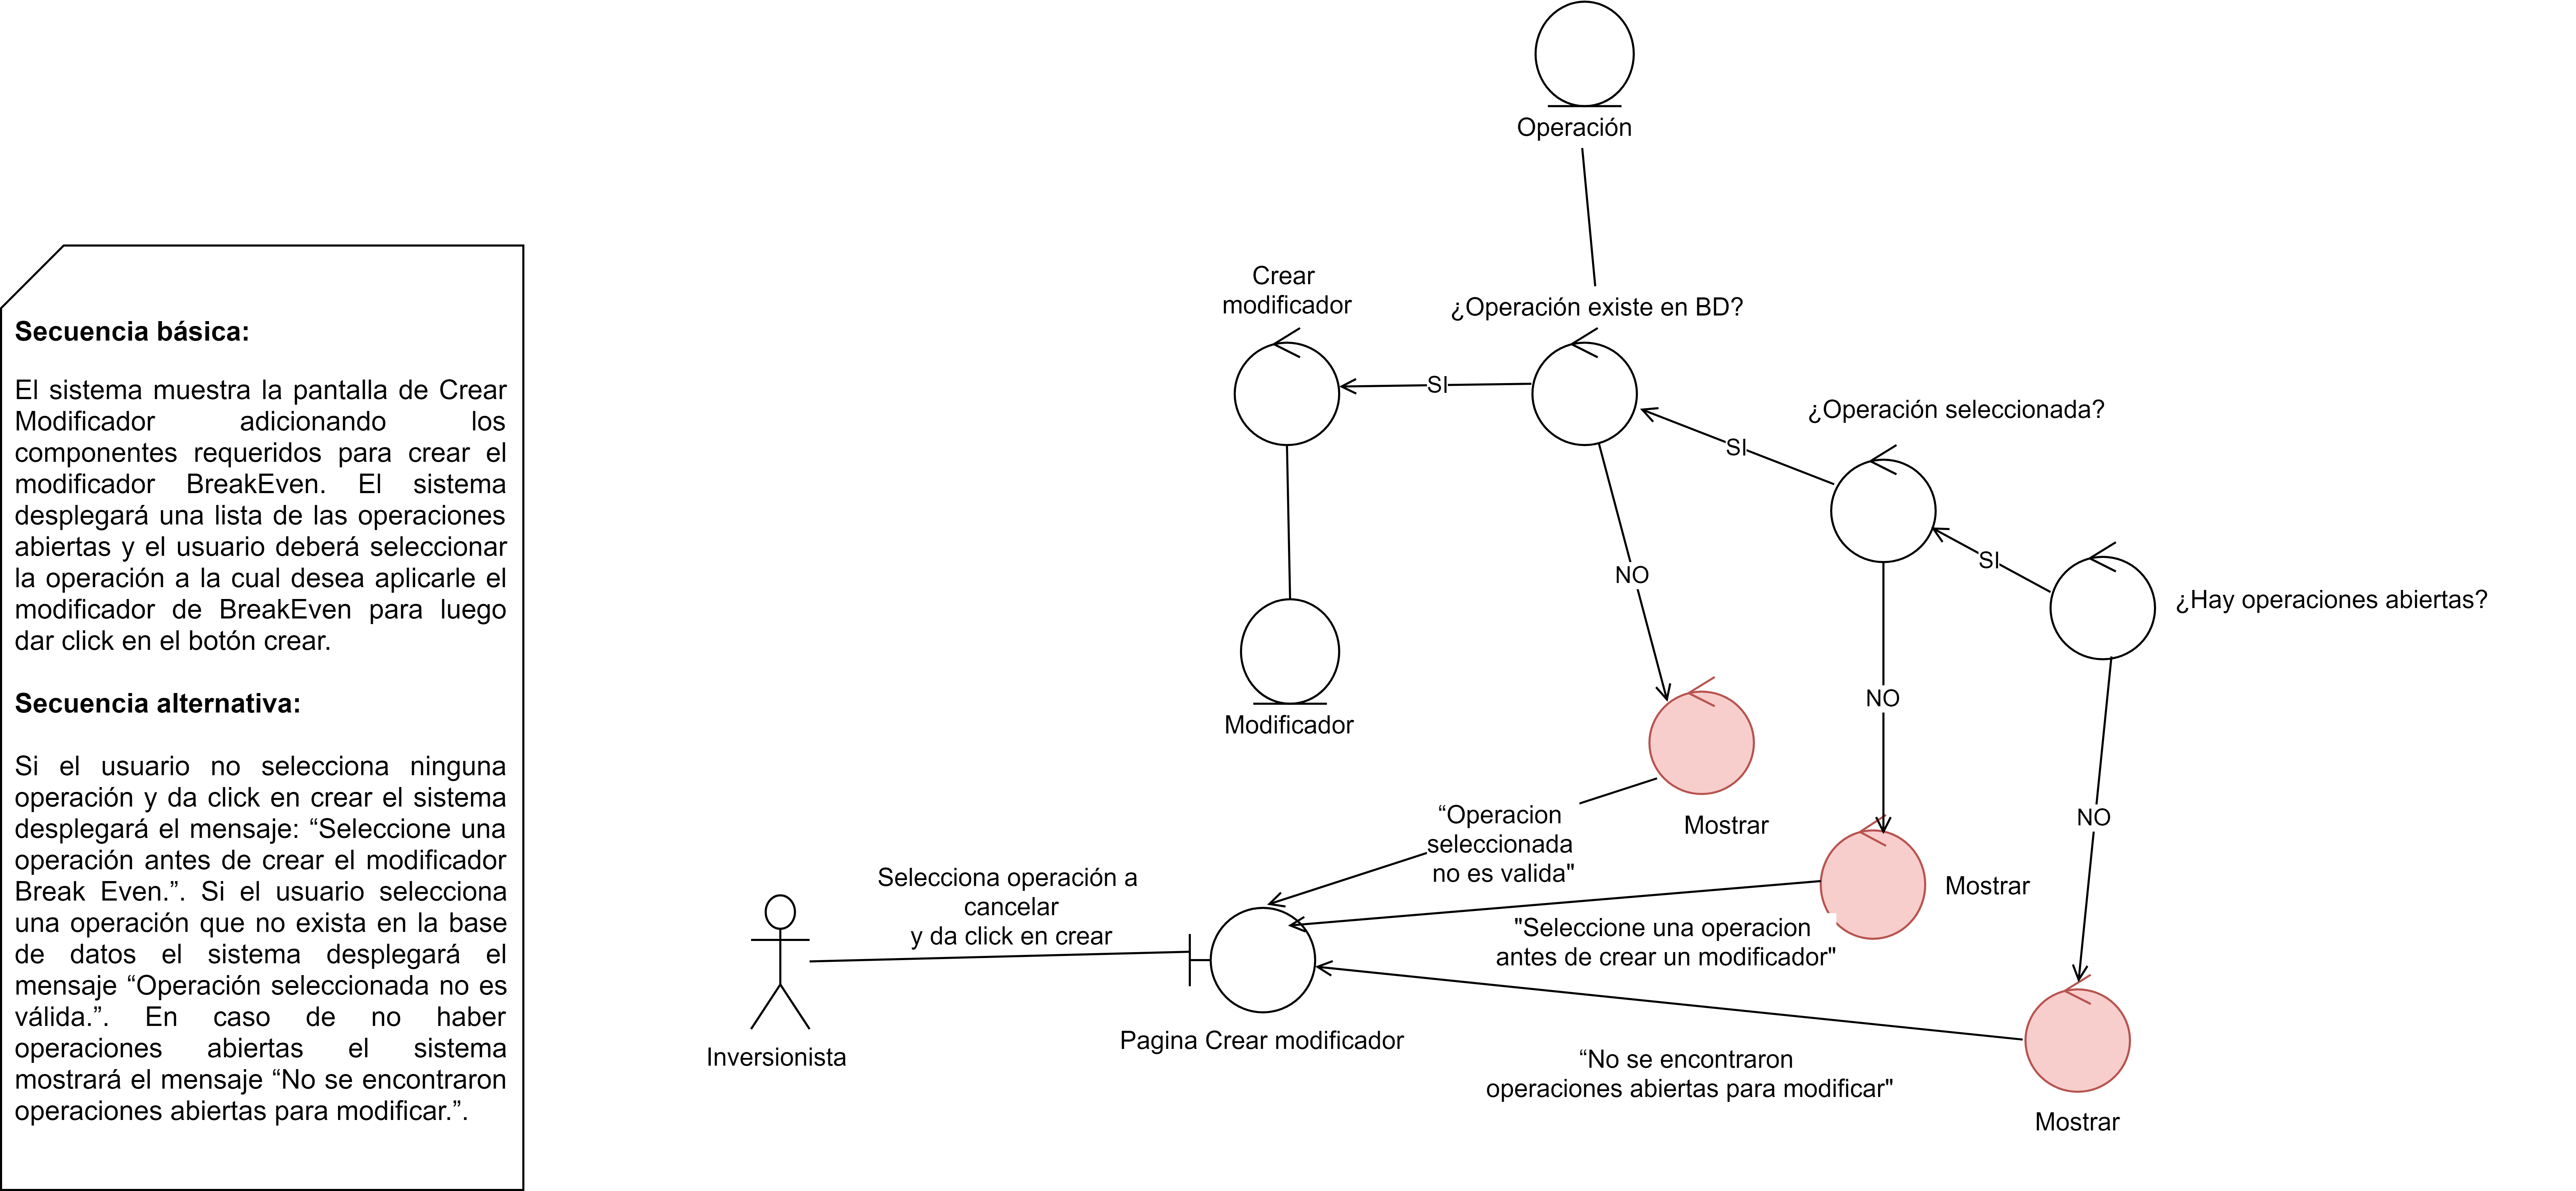 Operación
Crear
modificador
¿Operación existe en BD?
SI
¿Operación seleccionada?
SI
SI
¿Hay operaciones abiertas?
NO
NO
NO
Modificador
Mostrar
Mostrar
Mostrar
“Operacion
seleccionada
no es valida"
"Seleccione una operacion
antes de crear un modificador"
“No se encontraron
operaciones abiertas para modificar"
Selecciona operación a
cancelar
y da click en crear
Inversionista
Pagina Crear modificador
Secuencia básica:
El sistema muestra la pantalla de Crear
Modificador adicionando los
componentes requeridos para crear el
modificador BreakEven. El sistema
desplegará una lista de las operaciones
abiertas y el usuario deberá seleccionar
la operación a la cual desea aplicarle el
modificador de BreakEven para luego
dar click en el botón crear.
Secuencia alternativa:
Si el usuario no selecciona ninguna
operación y da click en crear el sistema
desplegará el mensaje: “Seleccione una
operación antes de crear el modificador
Break Even.”. Si el usuario selecciona
una operación que no exista en la base
de datos el sistema desplegará el
mensaje “Operación seleccionada no es
válida.”. En caso de no haber
operaciones abiertas el sistema
mostrará el mensaje “No se encontraron
operaciones abiertas para modificar.”.